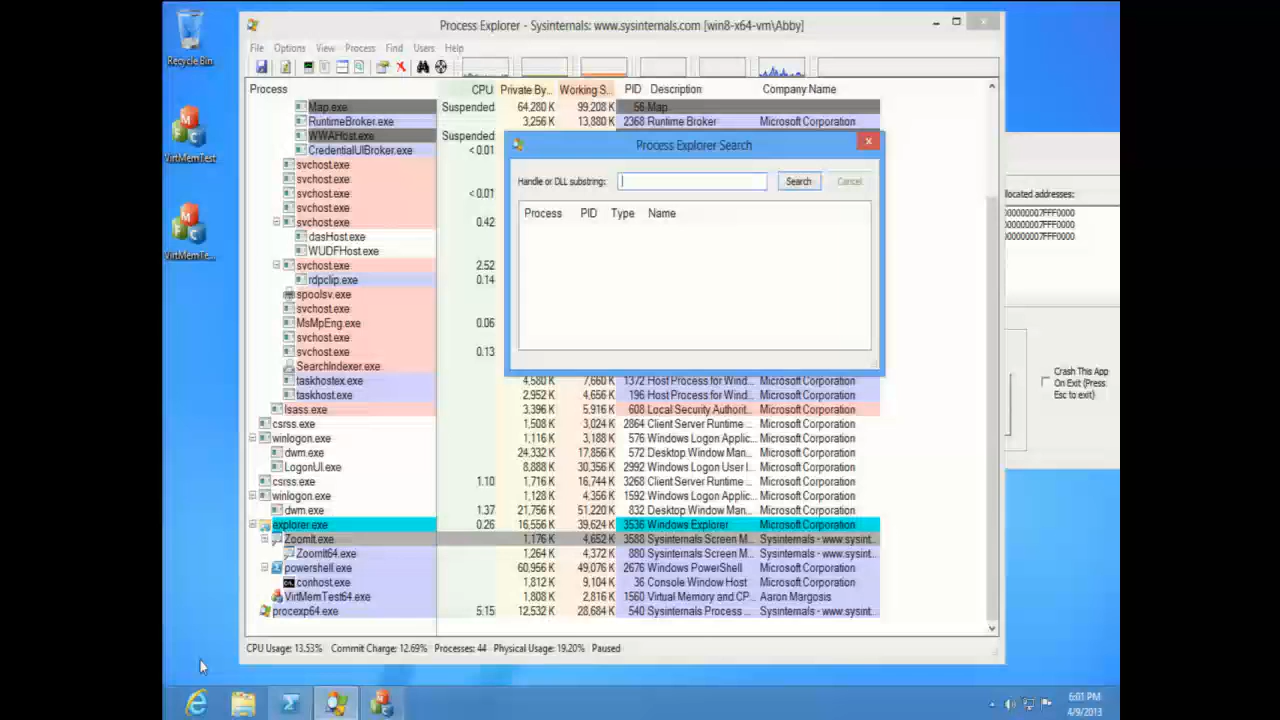 Recycle Bin
VirtMemTest
VirtMemTe...
Process Explorer - Sysinternals: www.sysinternals.com [win8-x64-vm\Abby]
File Options View Process Find Users Help
Process CPU Private By... Working S... PID Description Company Name
Map.exe Suspended 64,280 K 99,208 K 56 Map
RuntimeBroker.exe 3,256 K 13,880 K 2368 Runtime Broker Microsoft Corporation
WWAHost.exe Suspended
CredentialUIBroker.exe < 0.01
svchost.exe
svchost.exe
svchost.exe < 0.01
svchost.exe
svchost.exe 0.42
dasHost.exe
WUDFHost.exe
svchost.exe 2.52
rdpclip.exe 0.14
spoolsv.exe
svchost.exe
MsMpEng.exe 0.06
svchost.exe
svchost.exe 0.13
SearchIndexer.exe
taskhostex.exe 4,580 K 7,660 K 1372 Host Process for Wind... Microsoft Corporation
taskhost.exe 2,952 K 4,656 K 196 Host Process for Wind... Microsoft Corporation
lsass.exe 3,396 K 5,916 K 608 Local Security Authorit... Microsoft Corporation
csrss.exe 1,508 K 3,024 K 2864 Client Server Runtime ... Microsoft Corporation
winlogon.exe 1,116 K 3,188 K 576 Windows Logon Applic... Microsoft Corporation
dwm.exe 24,332 K 17,856 K 572 Desktop Window Man... Microsoft Corporation
LogonUI.exe 8,888 K 30,356 K 2992 Windows Logon User I... Microsoft Corporation
csrss.exe 1.10 1,716 K 16,744 K 3268 Client Server Runtime ... Microsoft Corporation
winlogon.exe 1,128 K 4,356 K 1592 Windows Logon Applic... Microsoft Corporation
dwm.exe 1.37 21,756 K 51,220 K 832 Desktop Window Man... Microsoft Corporation
explorer.exe 0.26 16,556 K 39,624 K 3536 Windows Explorer Microsoft Corporation
ZoomIt.exe 1,176 K 4,652 K 3588 Sysinternals Screen M... Sysinternals - www.sysint...
ZoomIt64.exe 1,264 K 4,372 K 880 Sysinternals Screen M... Sysinternals - www.sysint...
powershell.exe 60,956 K 49,076 K 2676 Windows PowerShell Microsoft Corporation
conhost.exe 1,812 K 9,104 K 36 Console Window Host Microsoft Corporation
VirtMemTest64.exe 1,808 K 2,816 K 1560 Virtual Memory and CP... Aaron Margosis
procexp64.exe 5.15 12,532 K 28,684 K 540 Sysinternals Process ... Sysinternals - www.sysint...
CPU Usage: 13.53% Commit Charge: 12.69% Processes: 44 Physical Usage: 19.20% Paused
Process Explorer Search
Handle or DLL substring: Search Cancel
Process PID Type Name
located addresses:
000000007FFF0000
000000007FFF0000
000000007FFF0000
Crash This App
On Exit (Press
Esc to exit)
6:01 PM
4/9/2013